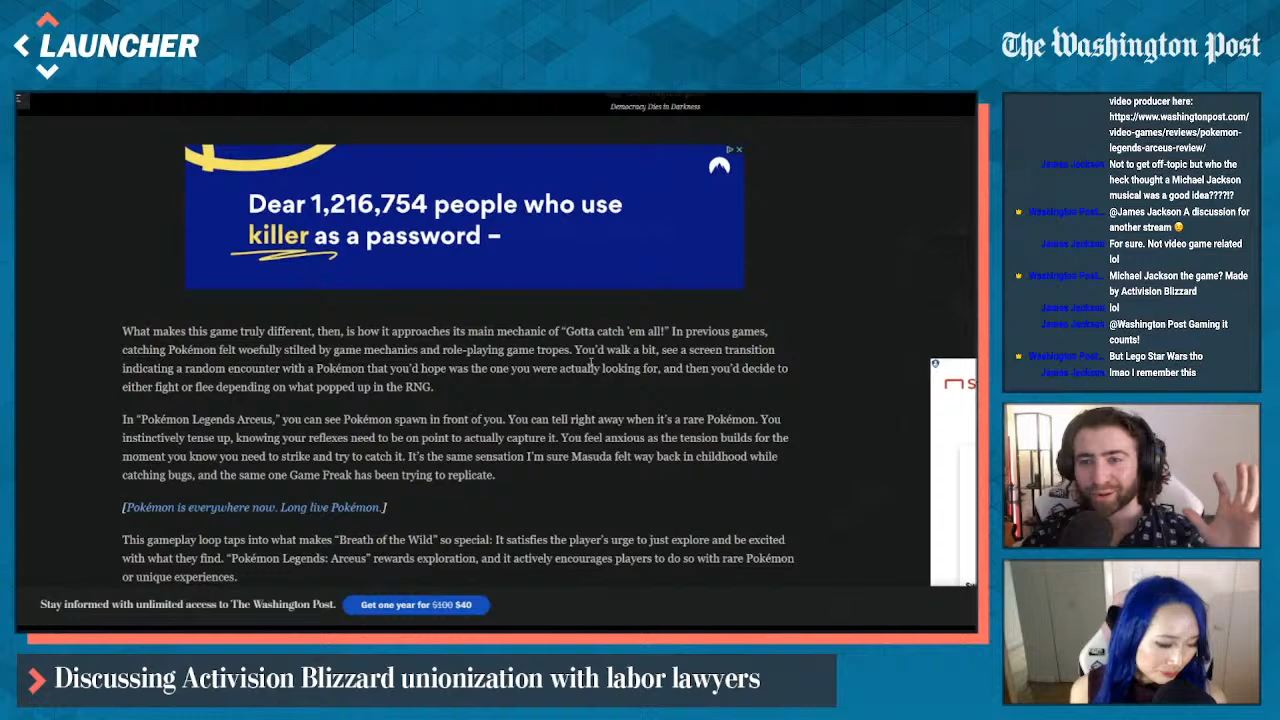 LAUNCHER
The Washington Post
Democracy Dies in Darkness
Dear 1,216,754 people who use
killer as a password –
What makes this game truly different, then, is how it approaches its main mechanic of “Gotta catch 'em all!” In previous games,
catching Pokémon felt woefully stilted by game mechanics and role-playing game tropes. You’d walk a bit, see a screen transition
indicating a random encounter with a Pokémon that you’d hope was the one you were actually looking for, and then you’d decide to
either fight or flee depending on what popped up in the RNG.
In “Pokémon Legends Arceus,” you can see Pokémon spawn in front of you. You can tell right away when it’s a rare Pokémon. You
instinctively tense up, knowing your reflexes need to be on point to actually capture it. You feel anxious as the tension builds for the
moment you know you need to strike and try to catch it. It’s the same sensation I’m sure Masuda felt way back in childhood while
catching bugs, and the same one Game Freak has been trying to replicate.
[Pokémon is everywhere now. Long live Pokémon.]
This gameplay loop taps into what makes “Breath of the Wild” so special: It satisfies the player’s urge to just explore and be excited
with what they find. “Pokémon Legends: Arceus” rewards exploration, and it actively encourages players to do so with rare Pokémon
or unique experiences.
Stay informed with unlimited access to The Washington Post.
Get one year for $100 $40
video producer here:
https://www.washingtonpost.com/
video-games/reviews/pokemon-
legends-arceus-review/
James Jackson Not to get off-topic but who the
heck thought a Michael Jackson
musical was a good idea????!?
Washington Post... @James Jackson A discussion for
another stream 😉
James Jackson For sure. Not video game related
lol
Washington Post... Michael Jackson the game? Made
by Activision Blizzard
James Jackson lol
James Jackson @Washington Post Gaming it
counts!
Washington Post... But Lego Star Wars tho
James Jackson lmao I remember this
Discussing Activision Blizzard unionization with labor lawyers